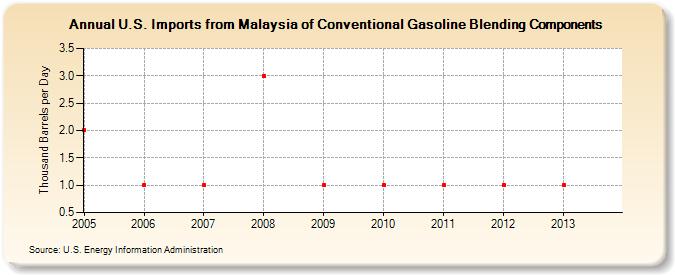 Annual U.S. Imports from Malaysia of Conventional Gasoline Blending Components
Thousand Barrels per Day
3.5
3.0
2.5
2.0
1.5
1.0
0.5
2005 2006 2007 2008 2009 2010 2011 2012 2013
Source: U.S. Energy Information Administration